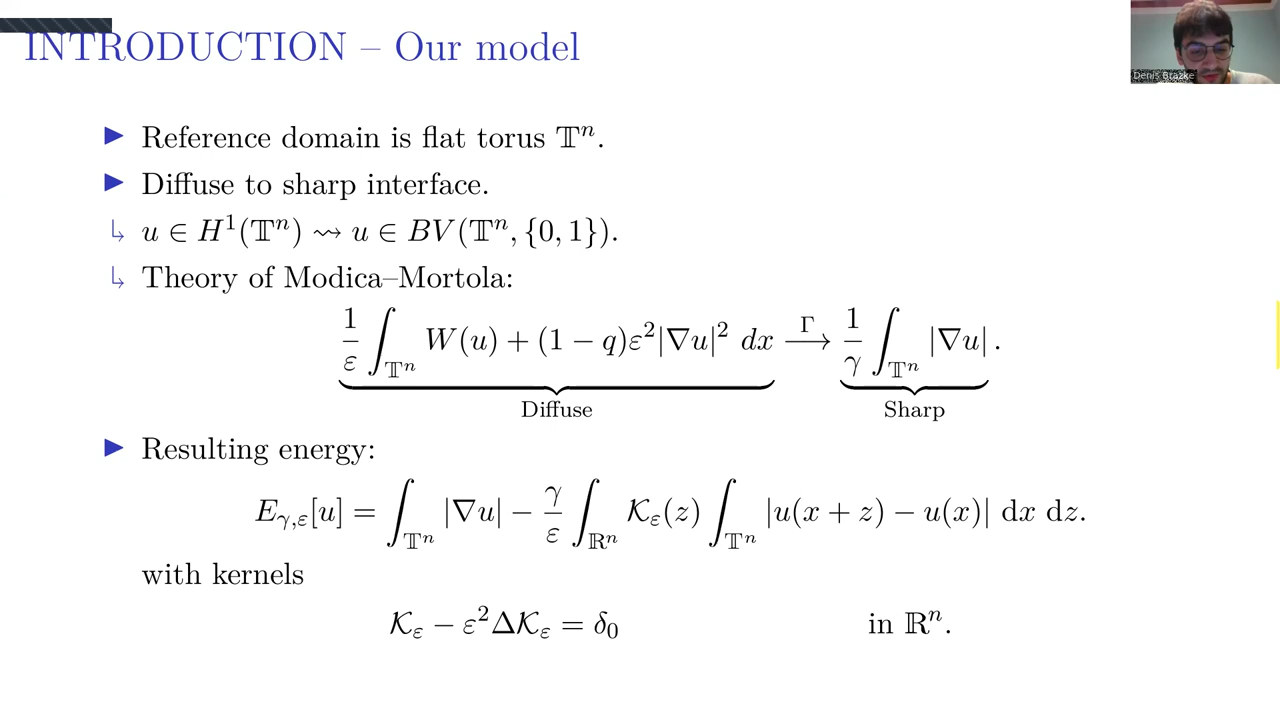 INTRODUCTION – Our model
Denis Brazke
▶ Reference domain is flat torus 𝕋ⁿ.
▶ Diffuse to sharp interface.
↳ u ∈ H¹(𝕋ⁿ) ⇝ u ∈ BV(𝕋ⁿ, {0, 1}).
↳ Theory of Modica–Mortola:
1/ε ∫_{𝕋ⁿ} W(u) + (1 − q)ε²|∇u|² dx —Γ→ 1/γ ∫_{𝕋ⁿ} |∇u| .
Diffuse Sharp
▶ Resulting energy:
E_{γ,ε}[u] = ∫_{𝕋ⁿ} |∇u| − γ/ε ∫_{ℝⁿ} 𝒦_ε(z) ∫_{𝕋ⁿ} |u(x + z) − u(x)| dx dz.
with kernels
𝒦_ε − ε²Δ𝒦_ε = δ₀ in ℝⁿ.